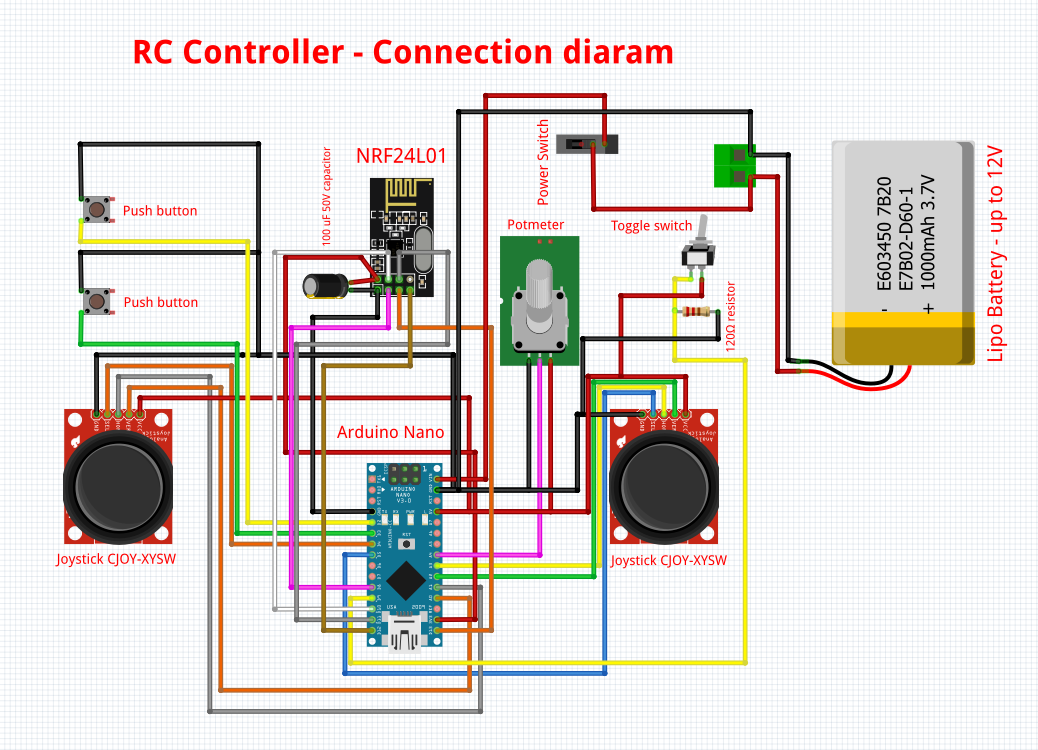 RC Controller - Connection diaram
NRF24L01
100 uF 50V capacitor
Power Switch
Push button
Potmeter
Toggle switch
E603450 7B20
E7B02-D60-1
- + 1000mAh 3.7V
Lipo Battery - up to 12V
Push button
120Ω resistor
Arduino Nano
ARDUINO
NANO
V3.0
RST
USA
Joystick CJOY-XYSW
Joystick CJOY-XYSW